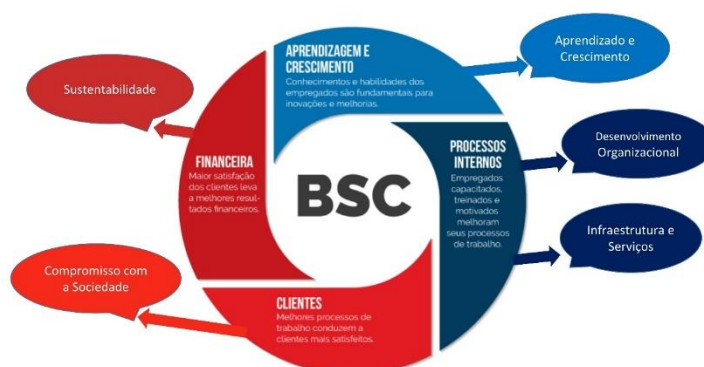 APRENDIZAGEM E
CRESCIMENTO
Conhecimentos e habilidades dos
empregados são fundamentais para
inovações e melhorias.
Aprendizado e
Crescimento
Sustentabilidade
FINANCEIRA
Maior satisfação
dos clientes leva
a melhores resul-
tados financeiros.
BSC
PROCESSOS
INTERNOS
Empregados
capacitados,
treinados e
motivados
melhoram
seus processos
de trabalho.
Desenvolvimento
Organizacional
Infraestrutura e
Serviços
Compromisso com
a Sociedade
CLIENTES
Melhores processos de
trabalho conduzem a
clientes mais satisfeitos.